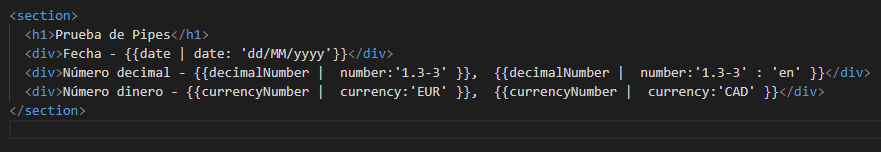 <section>
<h1>Prueba de Pipes</h1>
<div>Fecha - {{date | date: 'dd/MM/yyyy'}}</div>
<div>Número decimal - {{decimalNumber |  number:'1.3-3' }},  {{decimalNumber |  number:'1.3-3' : 'en' }}</div>
<div>Número dinero - {{currencyNumber |  currency:'EUR' }},  {{currencyNumber |  currency:'CAD' }}</div>
</section>